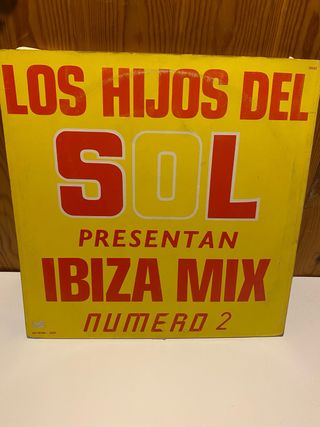 LOS HIJOS DEL
SOL
PRESENTAN
IBIZA MIX
NUMERO 2